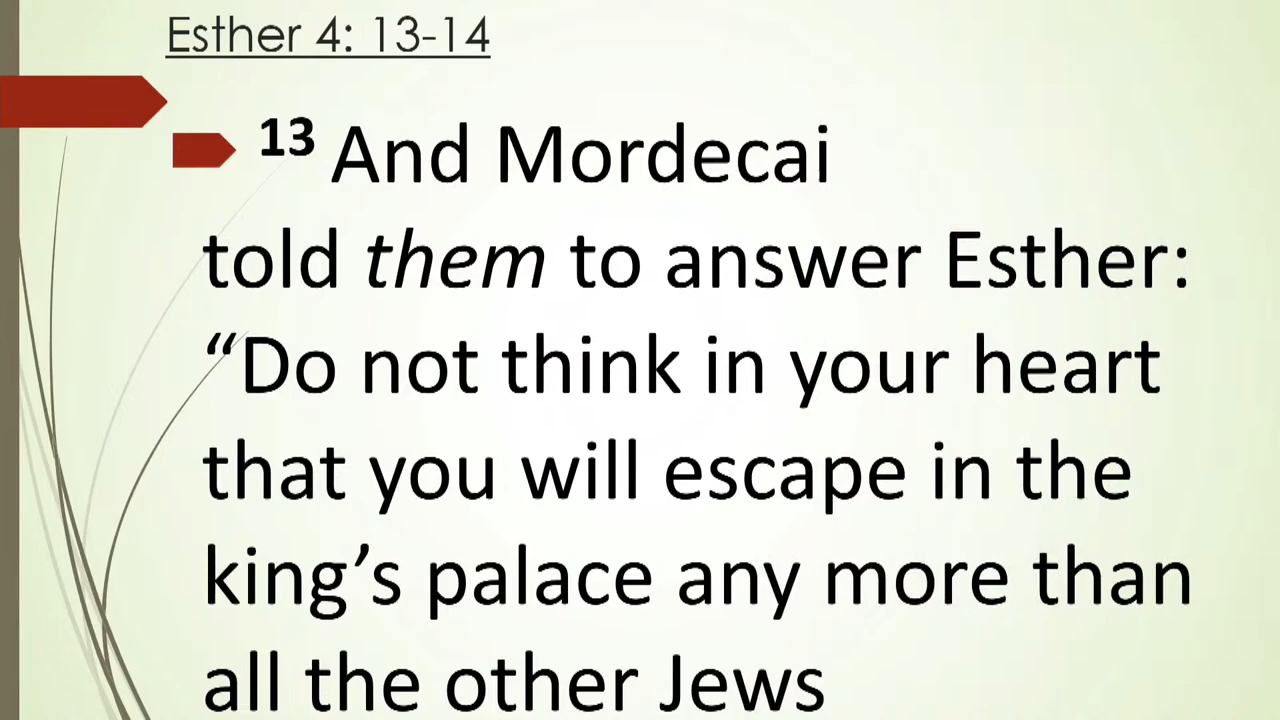 Esther 4: 13-14
13 And Mordecai
told them to answer Esther:
“Do not think in your heart
that you will escape in the
king’s palace any more than
all the other Jews